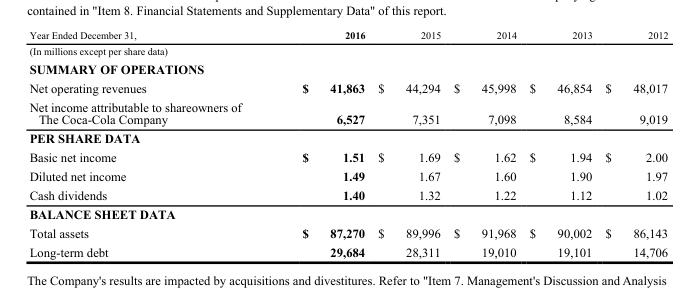 contained in "Item 8. Financial Statements and Supplementary Data" of this report.
Year Ended December 31, 2016 2015 2014 2013 2012
(In millions except per share data)
SUMMARY OF OPERATIONS
Net operating revenues $ 41,863 $ 44,294 $ 45,998 $ 46,854 $ 48,017
Net income attributable to shareowners of
The Coca-Cola Company 6,527 7,351 7,098 8,584 9,019
PER SHARE DATA
Basic net income $ 1.51 $ 1.69 $ 1.62 $ 1.94 $ 2.00
Diluted net income 1.49 1.67 1.60 1.90 1.97
Cash dividends 1.40 1.32 1.22 1.12 1.02
BALANCE SHEET DATA
Total assets $ 87,270 $ 89,996 $ 91,968 $ 90,002 $ 86,143
Long-term debt 29,684 28,311 19,010 19,101 14,706
The Company's results are impacted by acquisitions and divestitures. Refer to "Item 7. Management's Discussion and Analysis